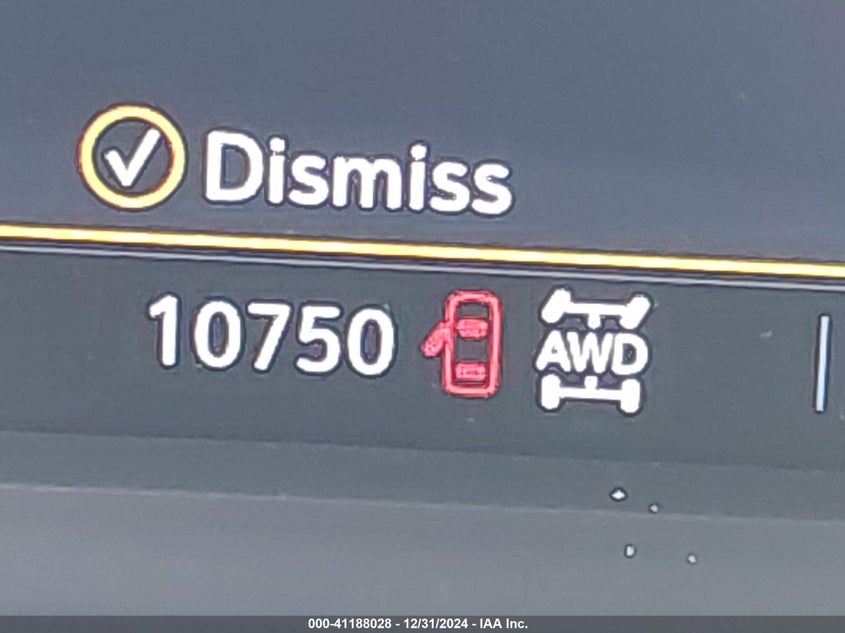 Dismiss
10750
AWD
000-41188028 - 12/31/2024 - IAA Inc.